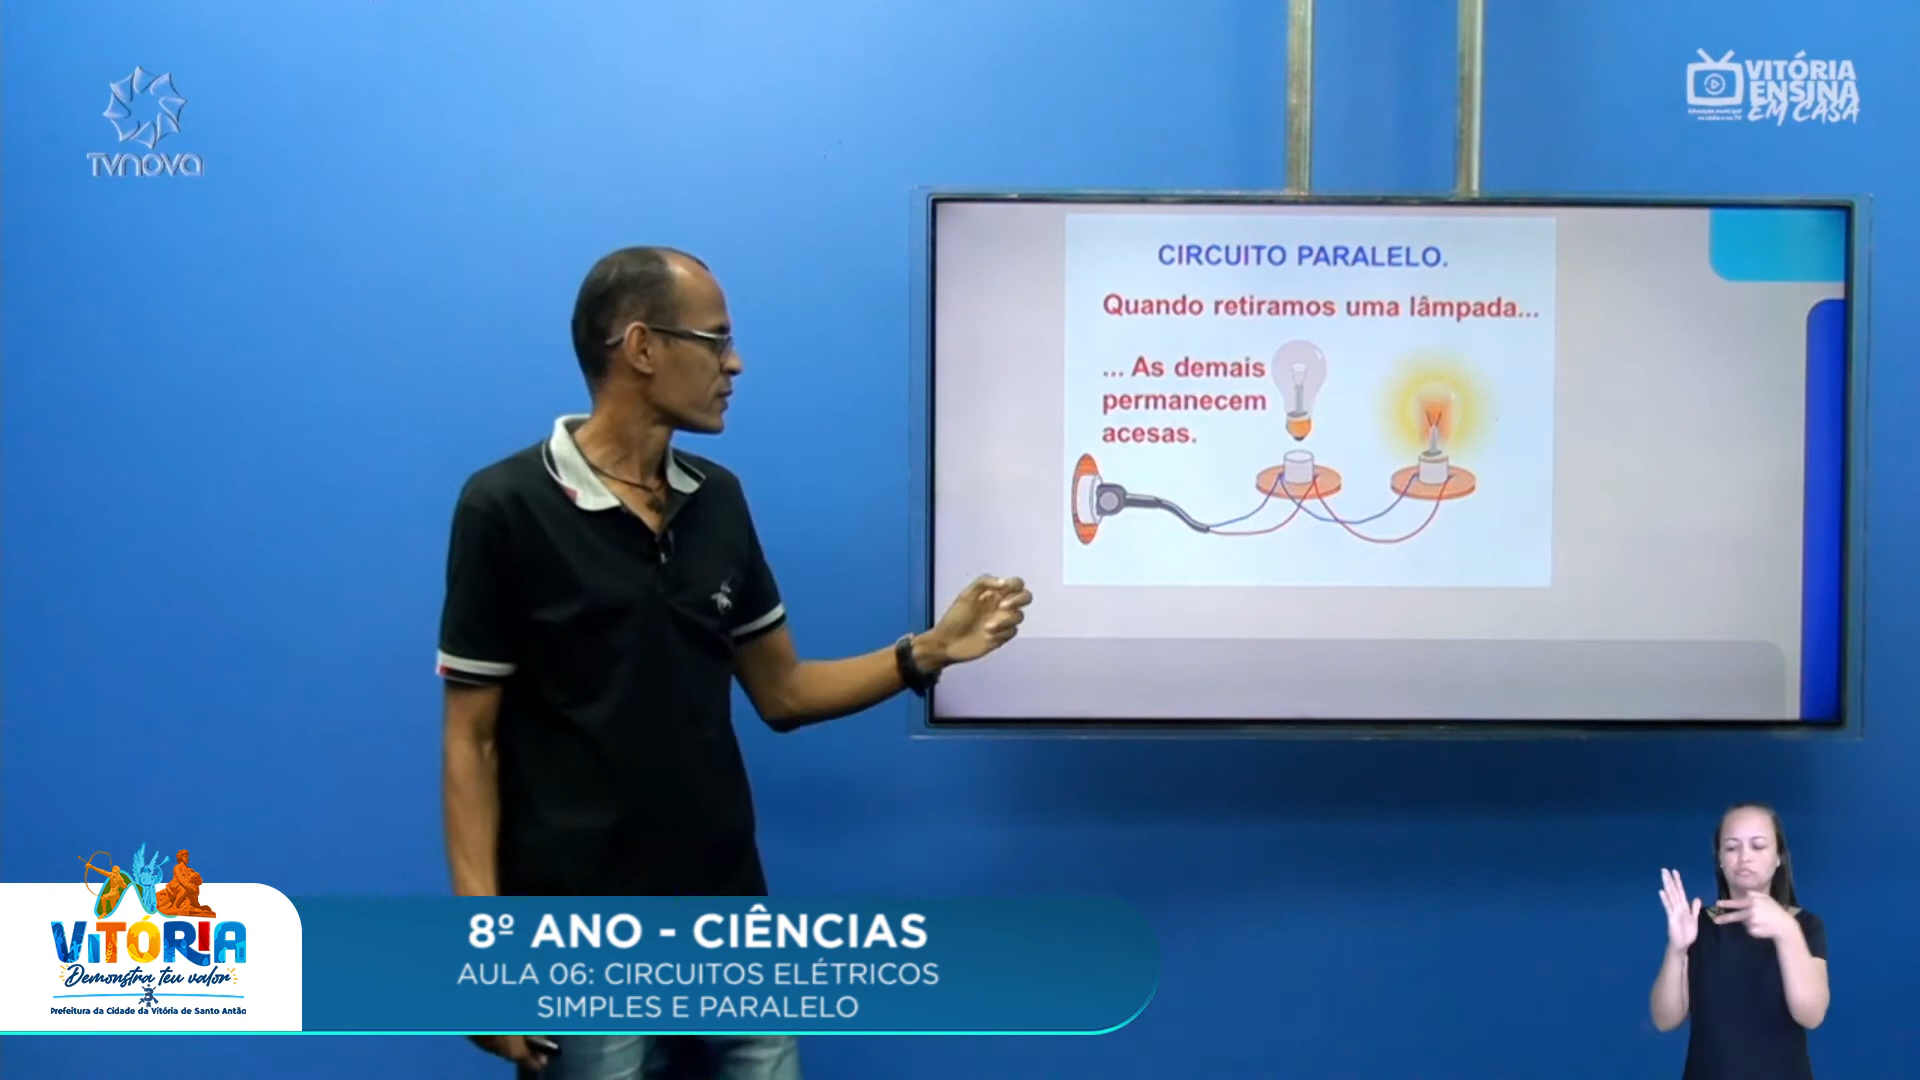 TVNOVA
VITÓRIA
ENSINA
EM CASA
CIRCUITO PARALELO.
Quando retiramos uma lâmpada...
... As demais
permanecem
acesas.
VITÓRIA
Demonstra teu valor
Prefeitura da Cidade da Vitória de Santo Antão
8º ANO - CIÊNCIAS
AULA 06: CIRCUITOS ELÉTRICOS
SIMPLES E PARALELO